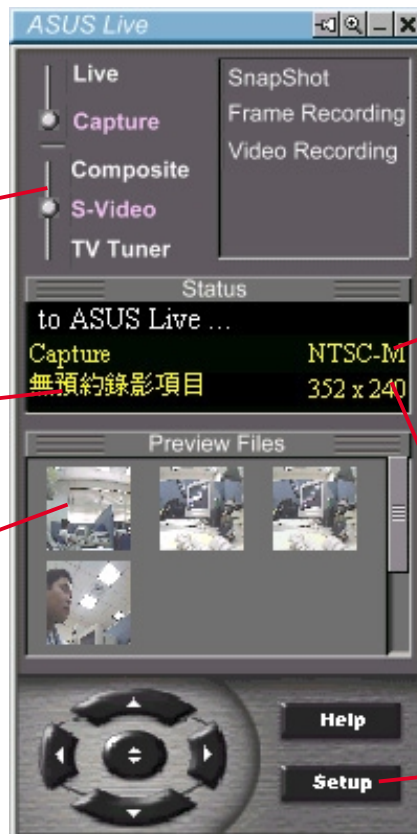 ASUS Live
Live
Capture
Composite
S-Video
TV Tuner
SnapShot
Frame Recording
Video Recording
Status
to ASUS Live ...
Capture NTSC-M
無預約錄影項目 352 x 240
Preview Files
Help
Setup